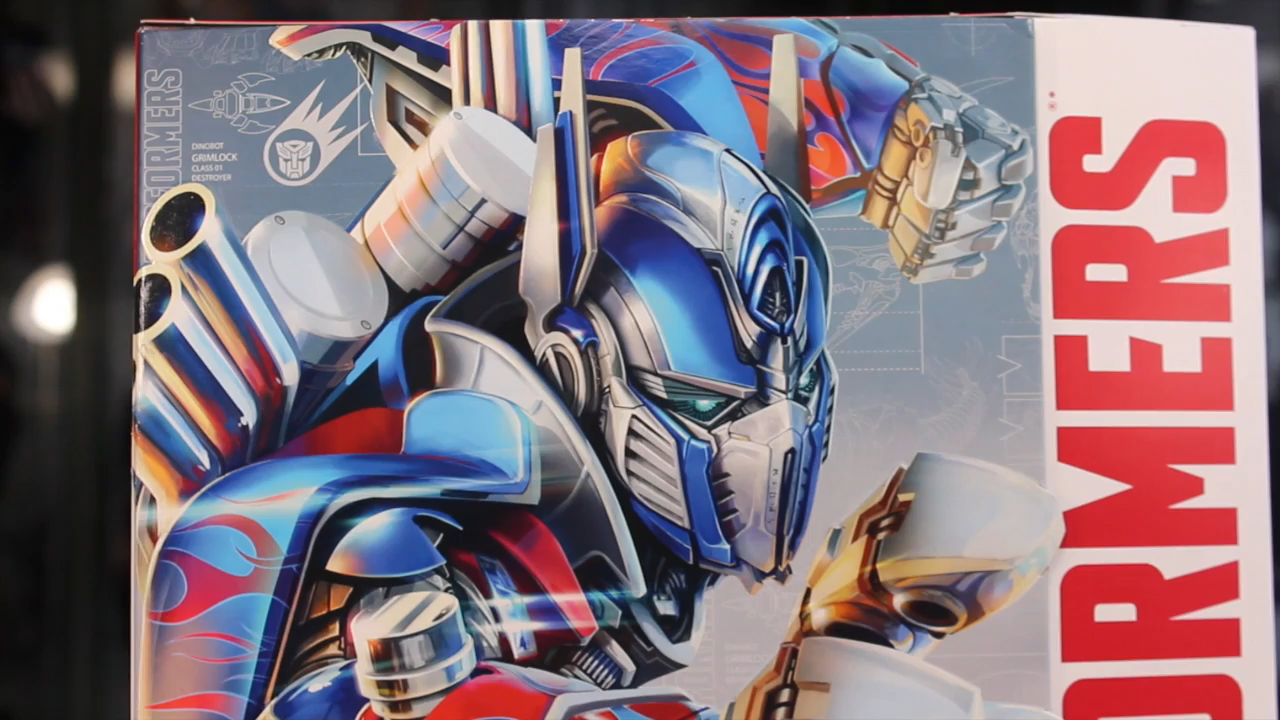 FORMERS
DINOBOT
GRIMLOCK
CLASS 01
DESTROYER
ORMERS